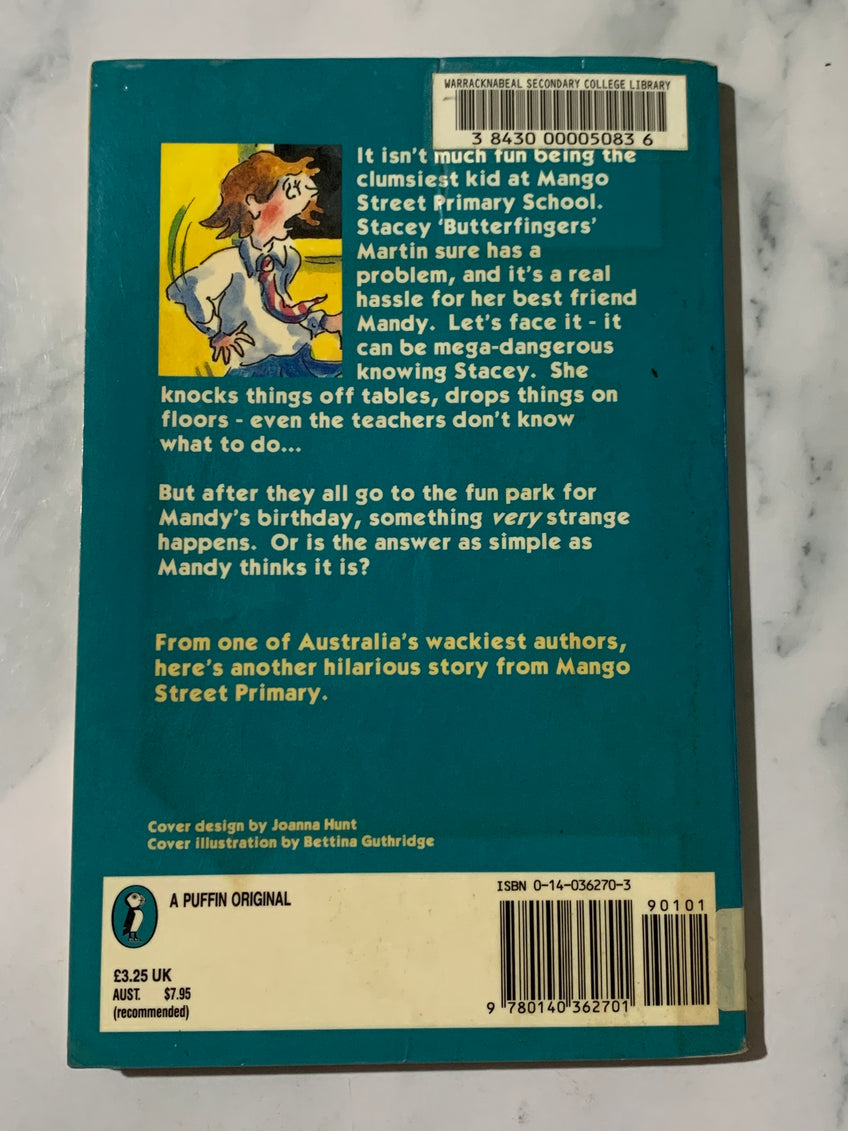 WARRACKNABEAL SECONDARY COLLEGE LIBRARY
3 8430 00005083 6
It isn't much fun being the
clumsiest kid at Mango
Street Primary School.
Stacey 'Butterfingers'
Martin sure has a
problem, and it's a real
hassle for her best friend
Mandy. Let's face it - it
can be mega-dangerous
knowing Stacey. She
knocks things off tables, drops things on
floors - even the teachers don't know
what to do...
But after they all go to the fun park for
Mandy's birthday, something very strange
happens. Or is the answer as simple as
Mandy thinks it is?
From one of Australia's wackiest authors,
here's another hilarious story from Mango
Street Primary.
Cover design by Joanna Hunt
Cover illustration by Bettina Guthridge
A PUFFIN ORIGINAL
£3.25 UK
AUST. $7.95
(recommended)
ISBN 0-14-036270-3
90101
9 780140 362701